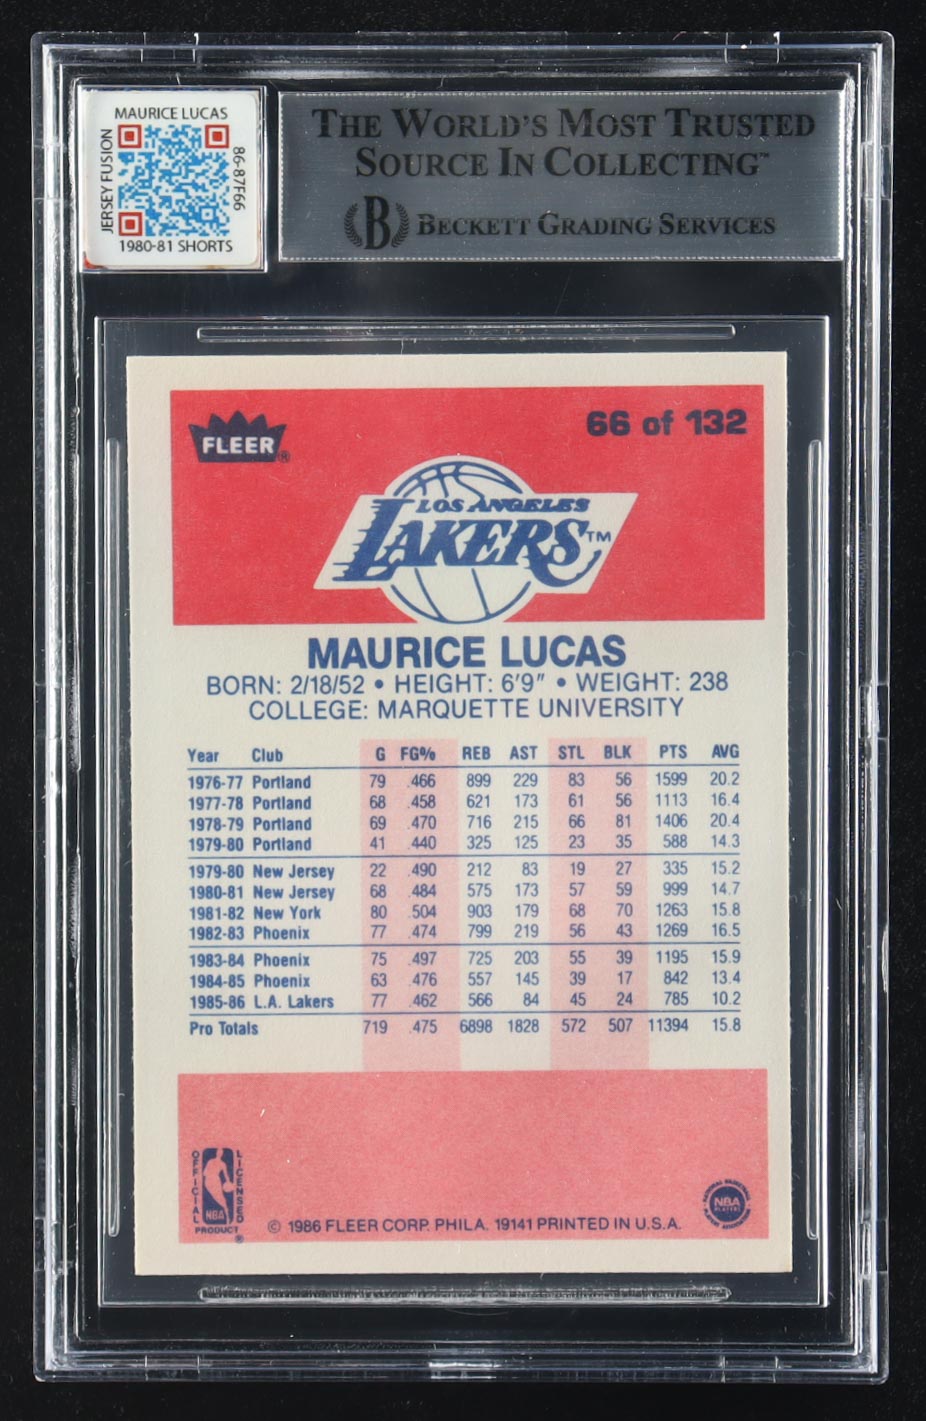 MAURICE LUCAS
JERSEY FUSION
86-87F66
1980-81 SHORTS
THE WORLD'S MOST TRUSTED
SOURCE IN COLLECTING™
B BECKETT GRADING SERVICES
FLEER®
66 of 132
LOS ANGELES
LAKERS™
MAURICE LUCAS
BORN: 2/18/52 • HEIGHT: 6'9" • WEIGHT: 238
COLLEGE: MARQUETTE UNIVERSITY
Year Club G FG% REB AST STL BLK PTS AVG
1976-77 Portland 79 .466 899 229 83 56 1599 20.2
1977-78 Portland 68 .458 621 173 61 56 1113 16.4
1978-79 Portland 69 .470 716 215 66 81 1406 20.4
1979-80 Portland 41 .440 325 125 23 35 588 14.3
1979-80 New Jersey 22 .490 212 83 19 27 335 15.2
1980-81 New Jersey 68 .484 575 173 57 59 999 14.7
1981-82 New York 80 .504 903 179 68 70 1263 15.8
1982-83 Phoenix 77 .474 799 219 56 43 1269 16.5
1983-84 Phoenix 75 .497 725 203 55 39 1195 15.9
1984-85 Phoenix 63 .476 557 145 39 17 842 13.4
1985-86 L.A. Lakers 77 .462 566 84 45 24 785 10.2
Pro Totals 719 .475 6898 1828 572 507 11394 15.8
OFFICIAL
LICENSED
NBA
PRODUCT®
© 1986 FLEER CORP. PHILA. 19141 PRINTED IN U.S.A.
NATIONAL BASKETBALL
NBA
PLAYERS
PLAYERS ASSOCIATION